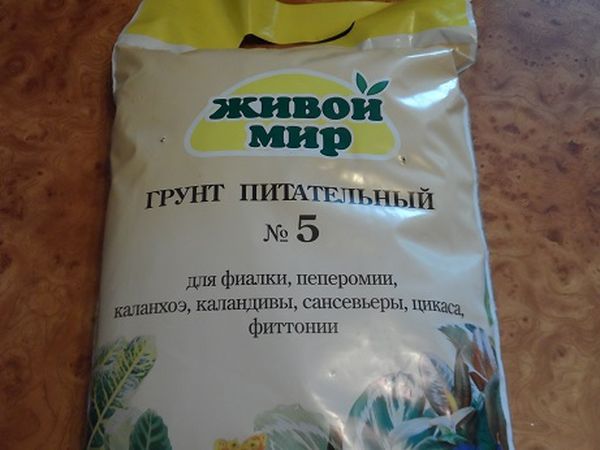 ЖИВОЙ
МИР
ГРУНТ ПИТАТЕЛЬНЫЙ
№ 5
для фиалки, пеперомии,
каланхоэ, каландивы, сансевьеры, цикаса,
фиттонии